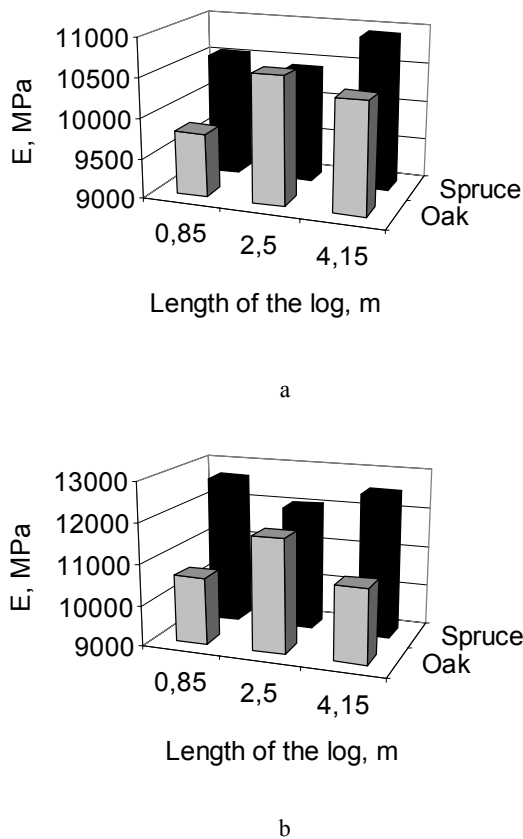 11000
10500
10000
9500
9000
E, MPa
0,85
2,5
4,15
Spruce
Oak
Length of the log, m
a
13000
12000
11000
10000
9000
E, MPa
0,85
2,5
4,15
Spruce
Oak
Length of the log, m
b